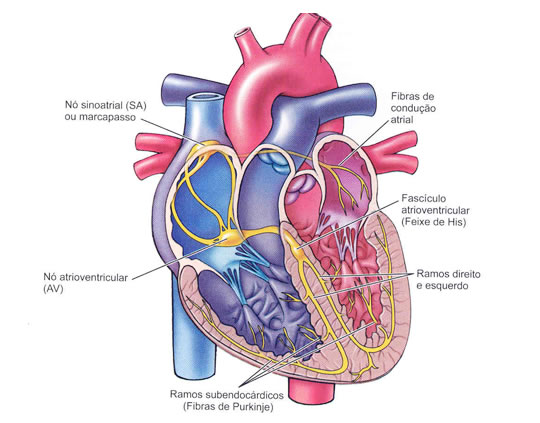 Nó sinoatrial (SA)
ou marcapasso
Fibras de
condução
atrial
Fascículo
atrioventricular
(Feixe de His)
Nó atrioventricular
(AV)
Ramos direito
e esquerdo
Ramos subendocárdicos
(Fibras de Purkinje)